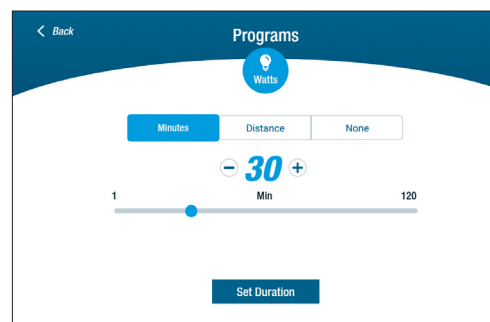 Back
Programs
Watts
Minutes Distance None
30
1 Min 120
Set Duration